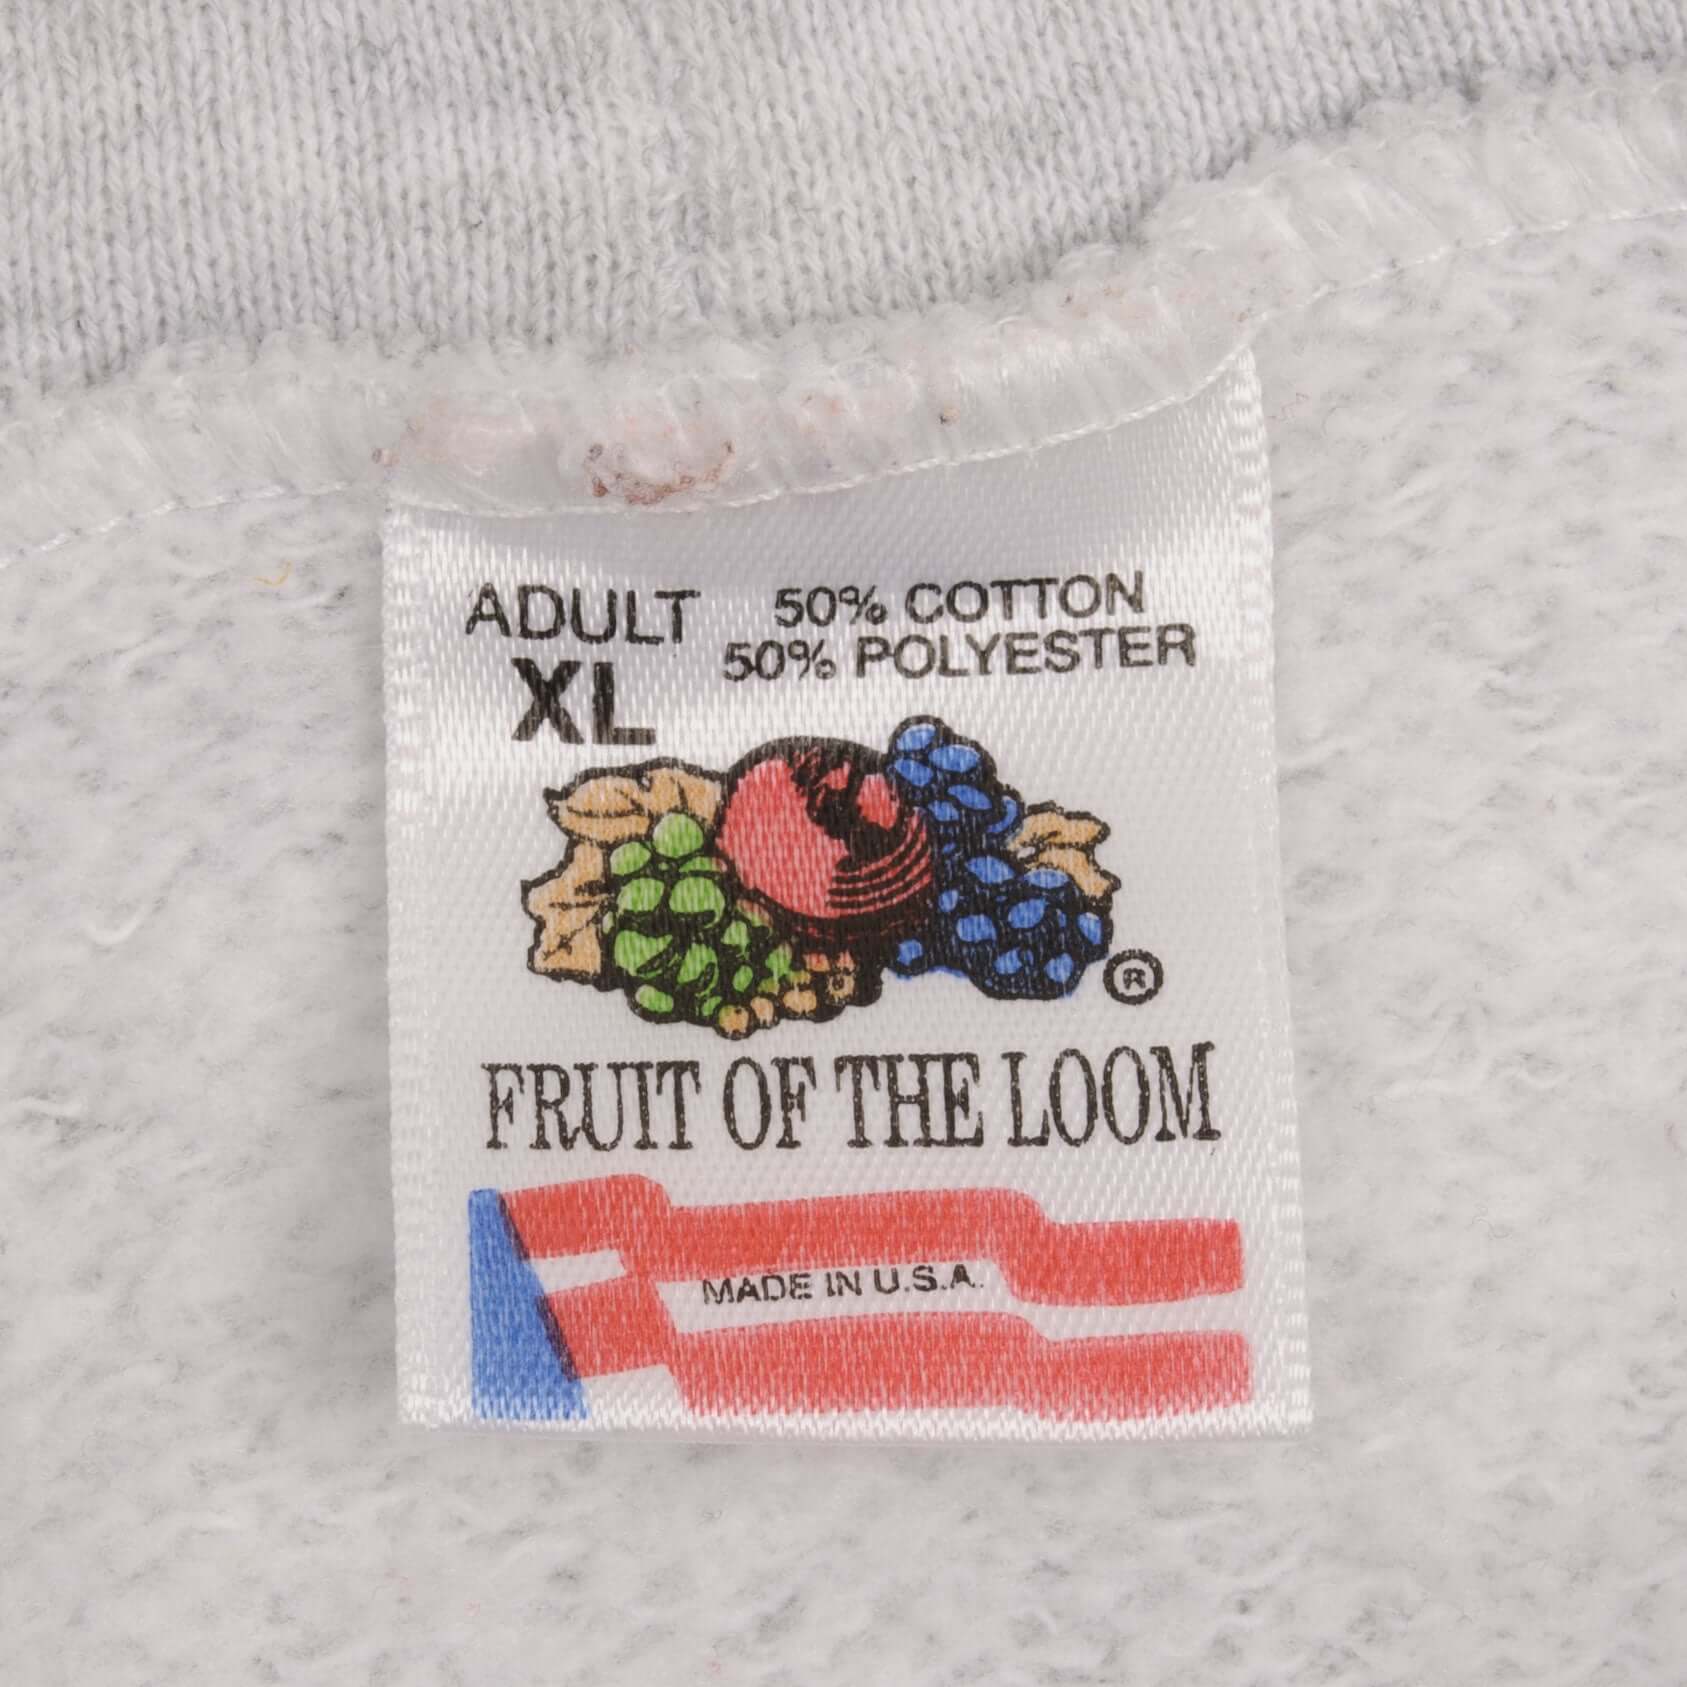 ADULT
XL
50% COTTON
50% POLYESTER
®
FRUIT OF THE LOOM
MADE IN U.S.A.